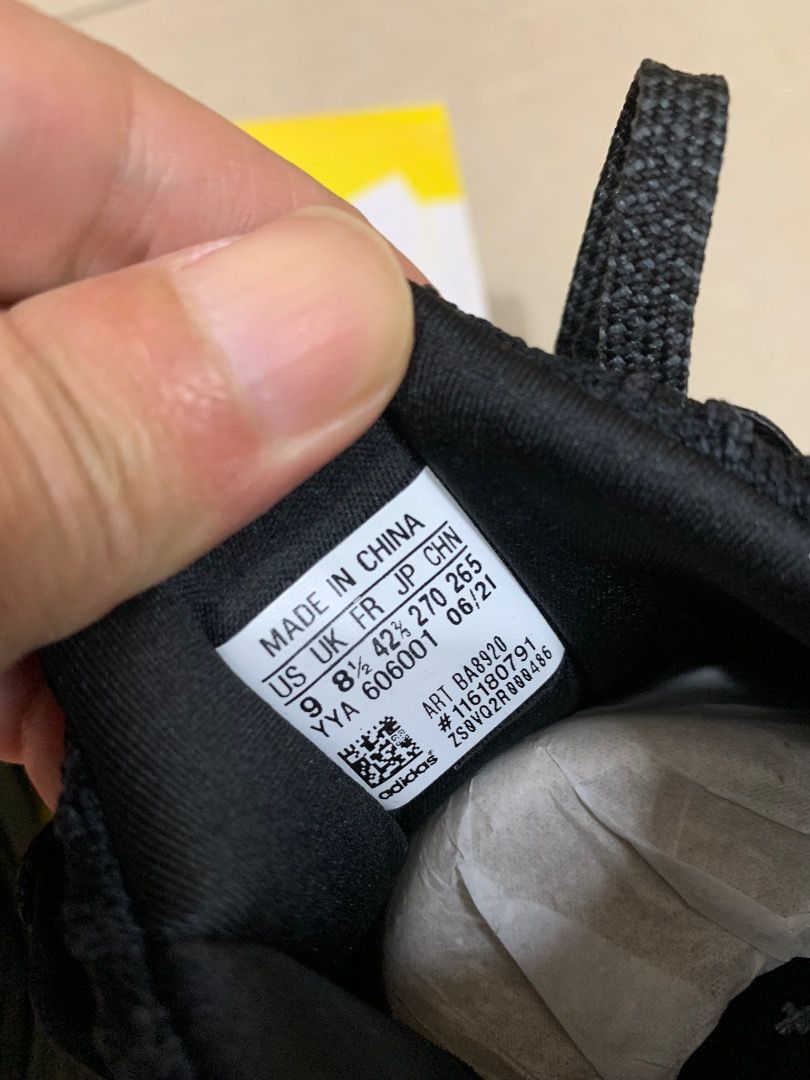 MADE IN CHINA
US UK FR JP CHN
9 8½ 42⅔ 270 265
YYA 606001 06/21
ART BA8920
#116180791
ZS0VQ2R000486
adidas